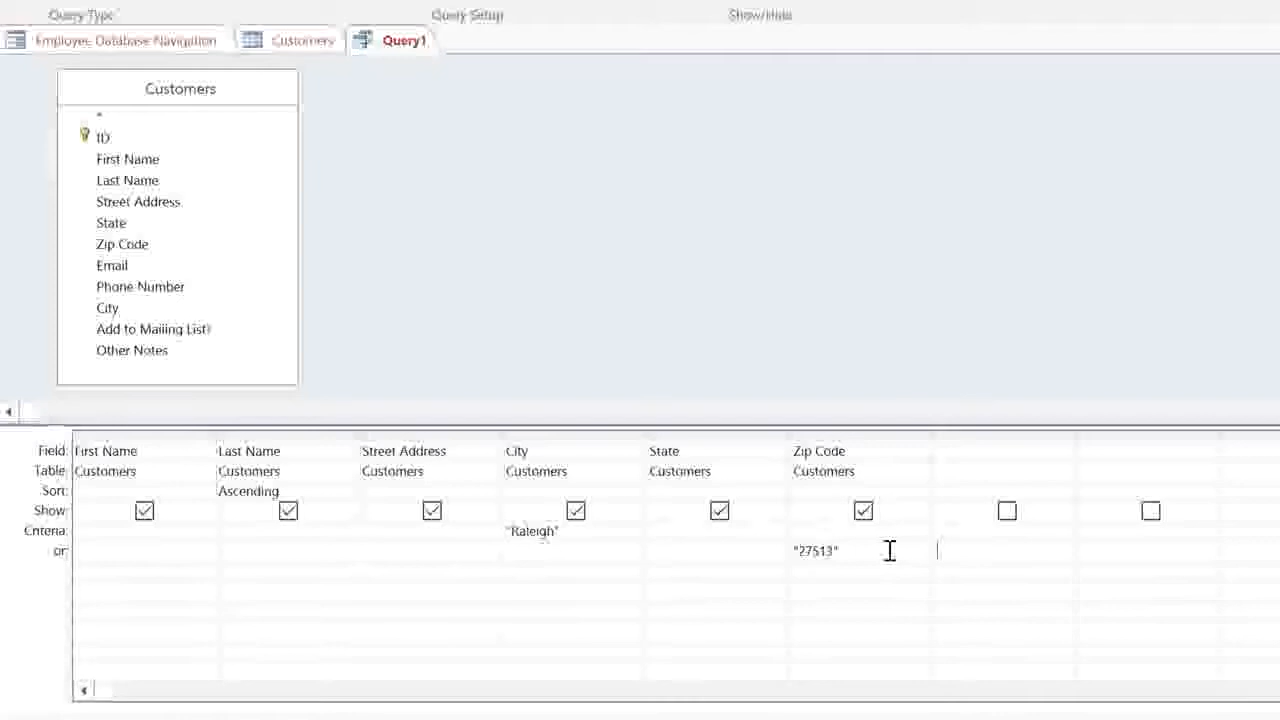 Query Type Query Setup Show/Hide
Employee Database Navigation Customers Query1
Customers
*
ID
First Name
Last Name
Street Address
State
Zip Code
Email
Phone Number
City
Add to Mailing List?
Other Notes
Field: First Name Last Name Street Address City State Zip Code
Table: Customers Customers Customers Customers Customers Customers
Sort: Ascending
Show:
Criteria: "Raleigh"
or: "27513"